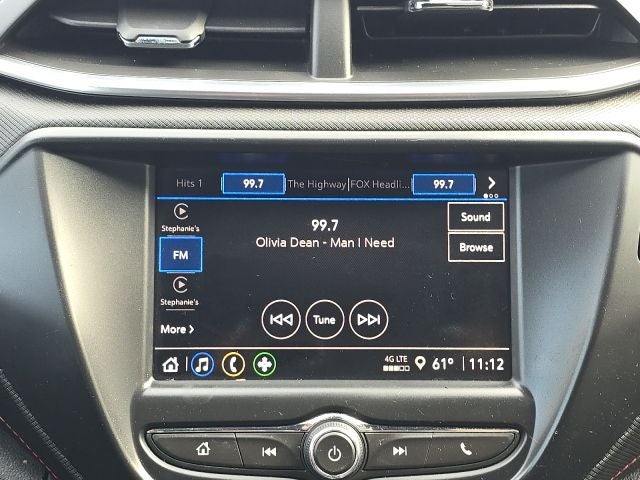 Hits 1 99.7 The Highway FOX Headli... 99.7
99.7
Olivia Dean - Man I Need
Sound
Browse
Stephanie's
FM
Stephanie's
More
Tune
4G LTE 61° 11:12